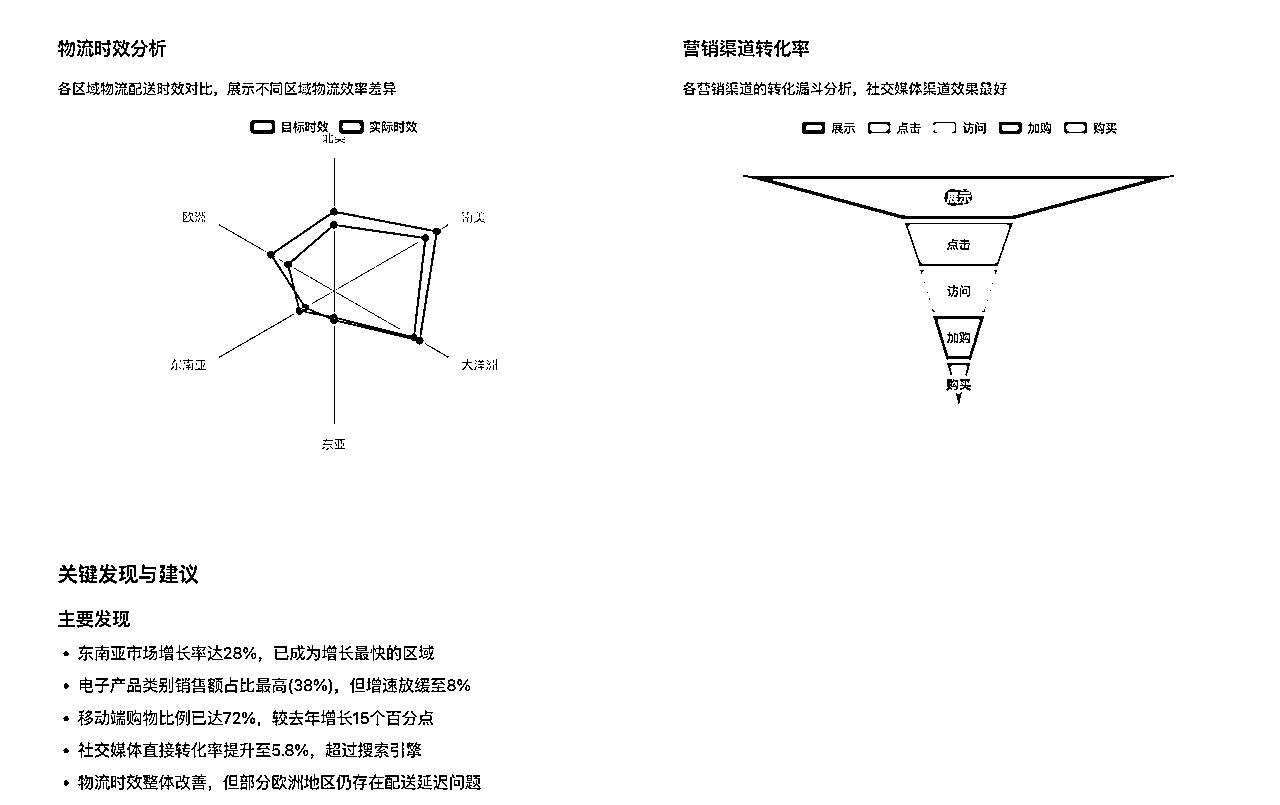 物流时效分析
各区域物流配送时效对比，展示不同区域物流效率差异
目标时效 实际时效
北美
欧洲
南美
东南亚
大洋洲
东亚
营销渠道转化率
各营销渠道的转化漏斗分析，社交媒体渠道效果最好
展示 点击 访问 加购 购买
展示
点击
访问
加购
购买
关键发现与建议
主要发现
• 东南亚市场增长率达28%，已成为增长最快的区域
• 电子产品类别销售额占比最高(38%)，但增速放缓至8%
• 移动端购物比例已达72%，较去年增长15个百分点
• 社交媒体直接转化率提升至5.8%，超过搜索引擎
• 物流时效整体改善，但部分欧洲地区仍存在配送延迟问题